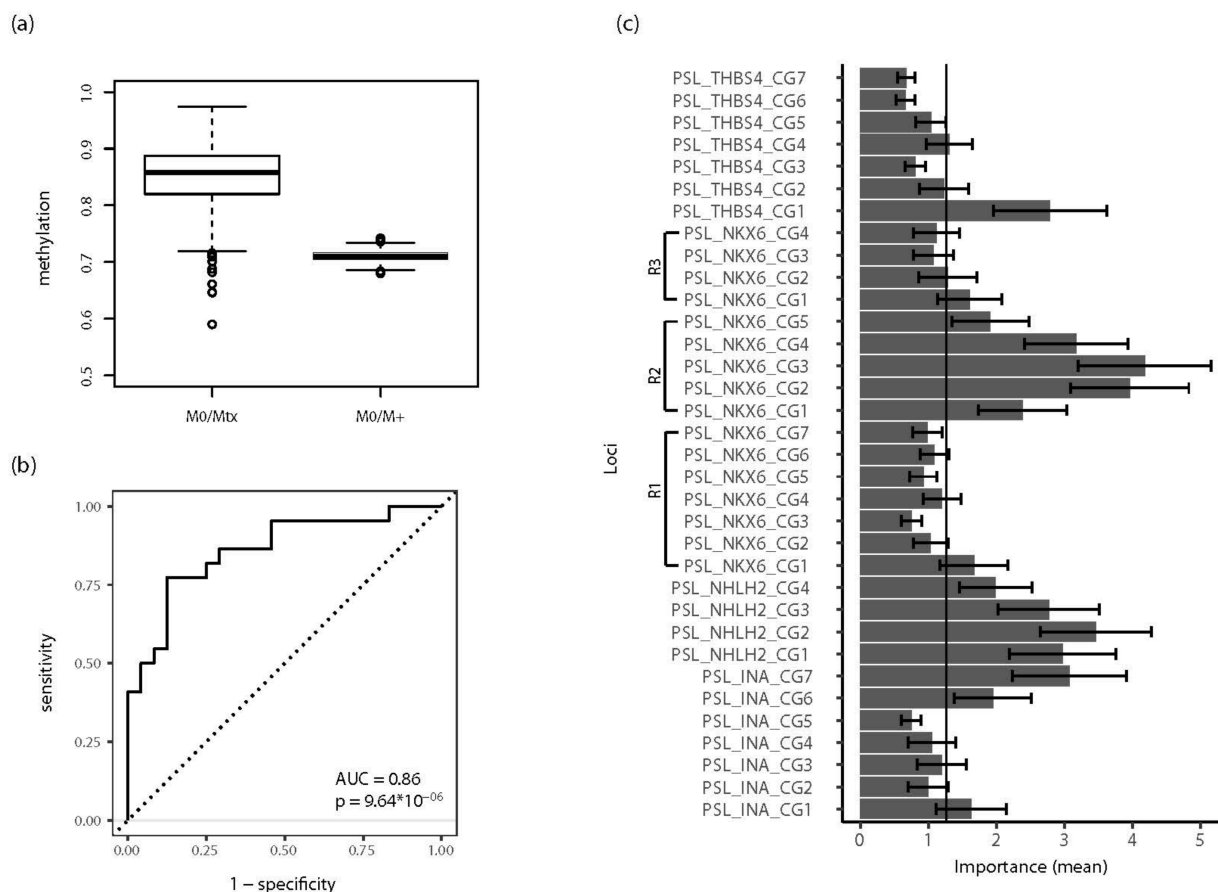 (a)
methylation
1.0
0.9
0.8
0.7
0.6
0.5
M0/Mtx
M0/M+
(b)
sensitivity
1.00
0.75
0.50
0.25
0.00
AUC = 0.86
p = 9.64*10⁻⁰⁶
0.00
0.25
0.50
0.75
1.00
1 – specificity
(c)
Loci
PSL_THBS4_CG7
PSL_THBS4_CG6
PSL_THBS4_CG5
PSL_THBS4_CG4
PSL_THBS4_CG3
PSL_THBS4_CG2
PSL_THBS4_CG1
R3
PSL_NKX6_CG4
PSL_NKX6_CG3
PSL_NKX6_CG2
PSL_NKX6_CG1
R2
PSL_NKX6_CG5
PSL_NKX6_CG4
PSL_NKX6_CG3
PSL_NKX6_CG2
PSL_NKX6_CG1
R1
PSL_NKX6_CG7
PSL_NKX6_CG6
PSL_NKX6_CG5
PSL_NKX6_CG4
PSL_NKX6_CG3
PSL_NKX6_CG2
PSL_NKX6_CG1
PSL_NHLH2_CG4
PSL_NHLH2_CG3
PSL_NHLH2_CG2
PSL_NHLH2_CG1
PSL_INA_CG7
PSL_INA_CG6
PSL_INA_CG5
PSL_INA_CG4
PSL_INA_CG3
PSL_INA_CG2
PSL_INA_CG1
0
1
2
3
4
5
Importance (mean)